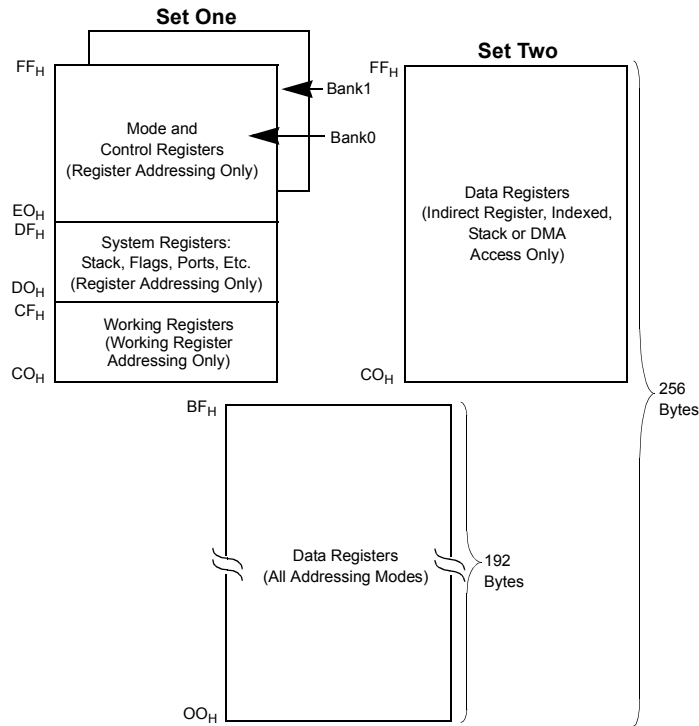 Set One
FFH
Bank1
Bank0
Mode and
Control Registers
(Register Addressing Only)
EOH
DFH
System Registers:
Stack, Flags, Ports, Etc.
(Register Addressing Only)
DOH
CFH
Working Registers
(Working Register
Addressing Only)
COH
Set Two
FFH
Data Registers
(Indirect Register, Indexed,
Stack or DMA
Access Only)
COH
256
Bytes
BFH
Data Registers
(All Addressing Modes)
192
Bytes
OOH